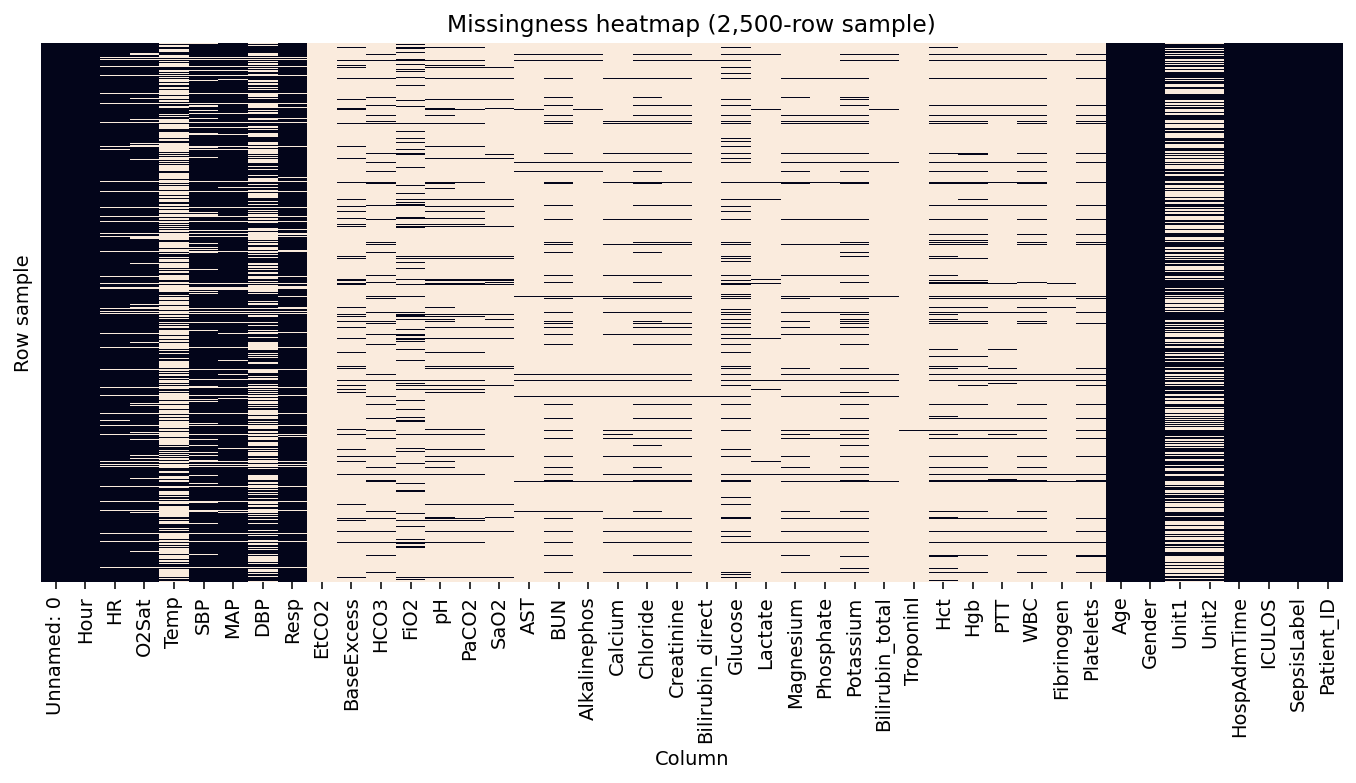 Missingness heatmap (2,500-row sample)
Row sample
Unnamed: 0
Hour
HR
O2Sat
Temp
SBP
MAP
DBP
Resp
EtCO2
BaseExcess
HCO3
FiO2
pH
PaCO2
SaO2
AST
BUN
Alkalinephos
Calcium
Chloride
Creatinine
Bilirubin_direct
Glucose
Lactate
Magnesium
Phosphate
Potassium
Bilirubin_total
TroponinI
Hct
Hgb
PTT
WBC
Fibrinogen
Platelets
Age
Gender
Unit1
Unit2
HospAdmTime
ICULOS
SepsisLabel
Patient_ID
Column